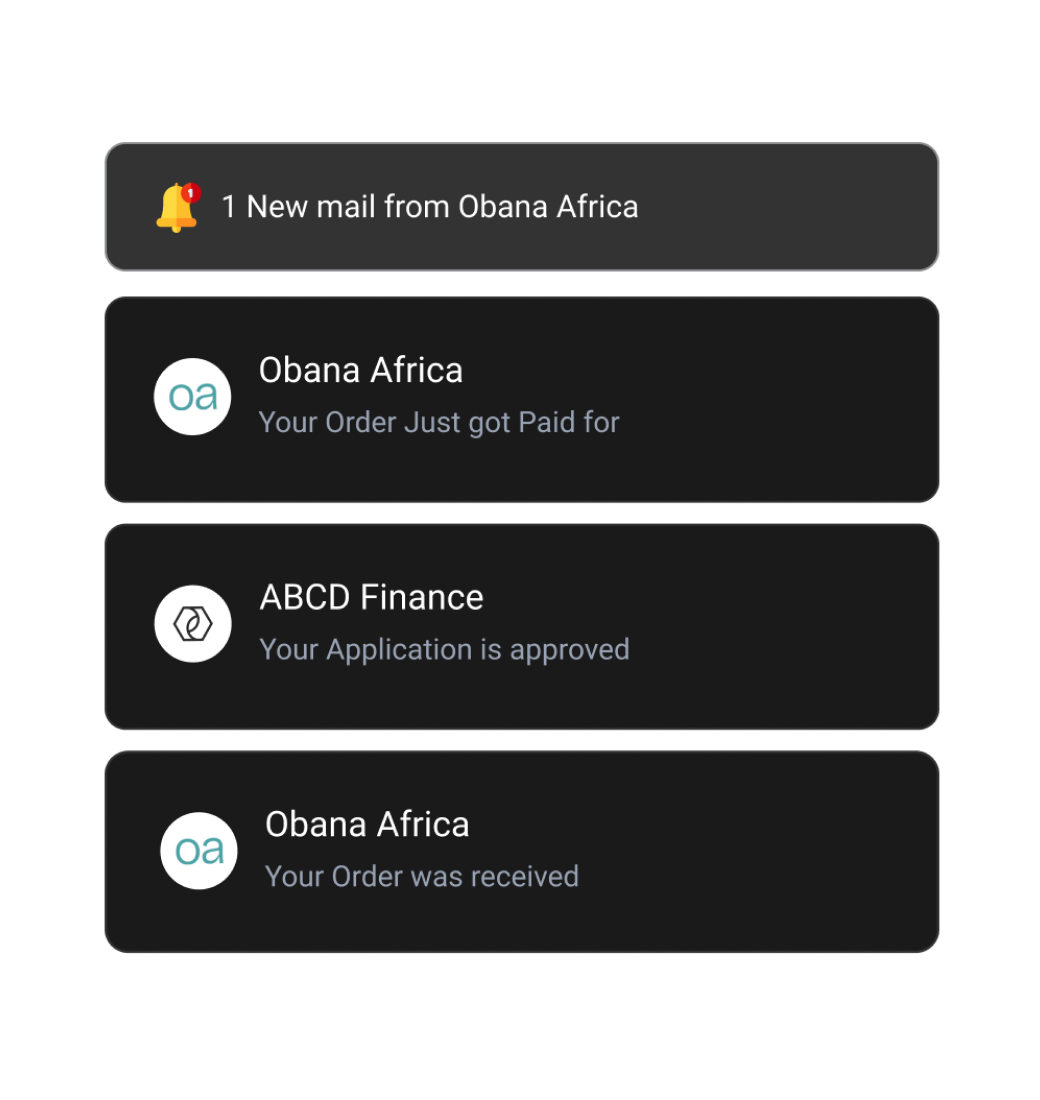 1
1 New mail from Obana Africa
oa
Obana Africa
Your Order Just got Paid for
ABCD Finance
Your Application is approved
oa
Obana Africa
Your Order was received